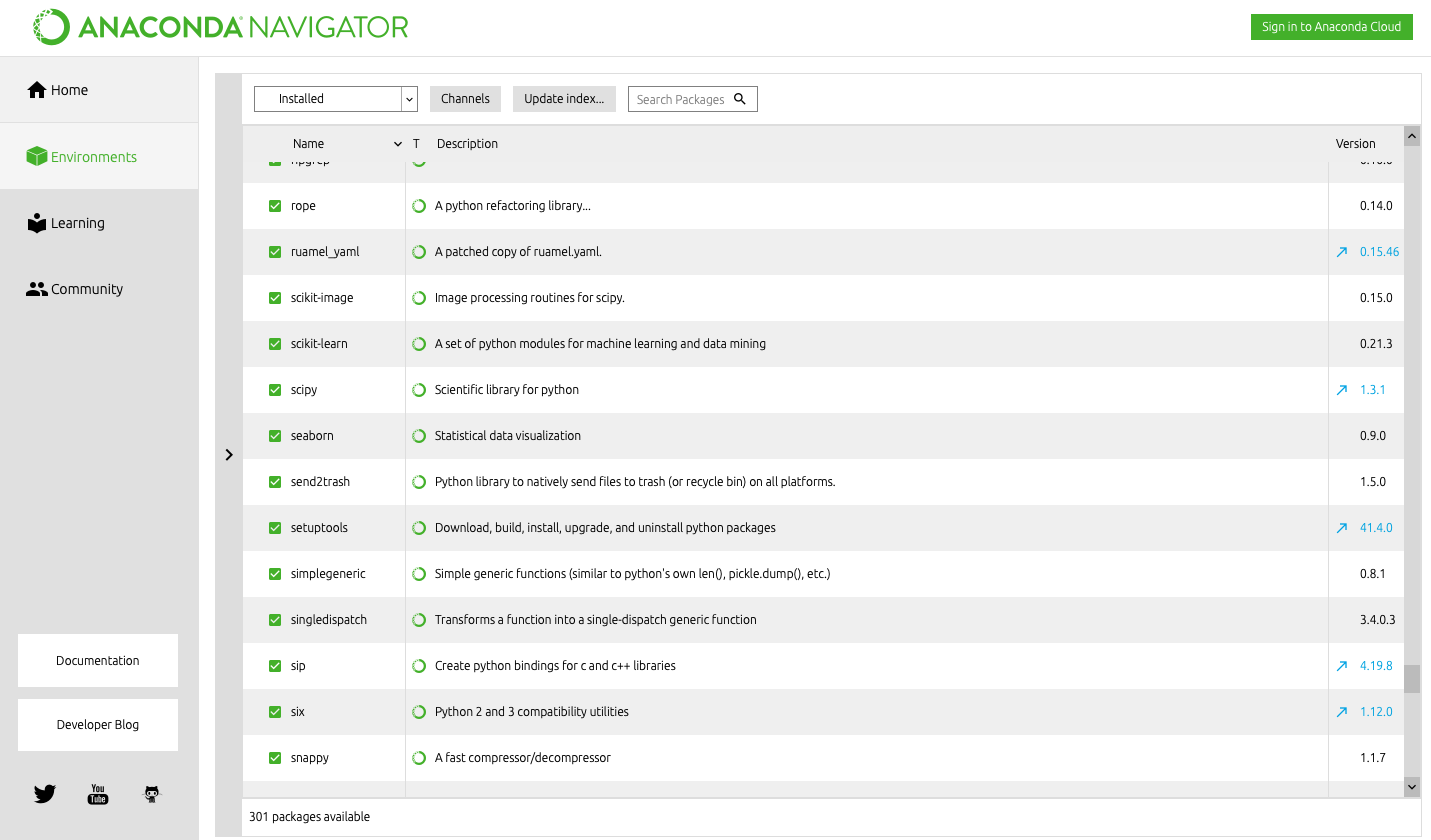 ANACONDA NAVIGATOR
Sign in to Anaconda Cloud
Home
Environments
Learning
Community
Documentation
Developer Blog
You
Tube
Installed
Channels
Update index...
Search Packages
Name T Description Version
rope A python refactoring library... 0.14.0
ruamel_yaml A patched copy of ruamel.yaml. 0.15.46
scikit-image Image processing routines for scipy. 0.15.0
scikit-learn A set of python modules for machine learning and data mining 0.21.3
scipy Scientific library for python 1.3.1
seaborn Statistical data visualization 0.9.0
send2trash Python library to natively send files to trash (or recycle bin) on all platforms. 1.5.0
setuptools Download, build, install, upgrade, and uninstall python packages 41.4.0
simplegeneric Simple generic functions (similar to python's own len(), pickle.dump(), etc.) 0.8.1
singledispatch Transforms a function into a single-dispatch generic function 3.4.0.3
sip Create python bindings for c and c++ libraries 4.19.8
six Python 2 and 3 compatibility utilities 1.12.0
snappy A fast compressor/decompressor 1.1.7
301 packages available